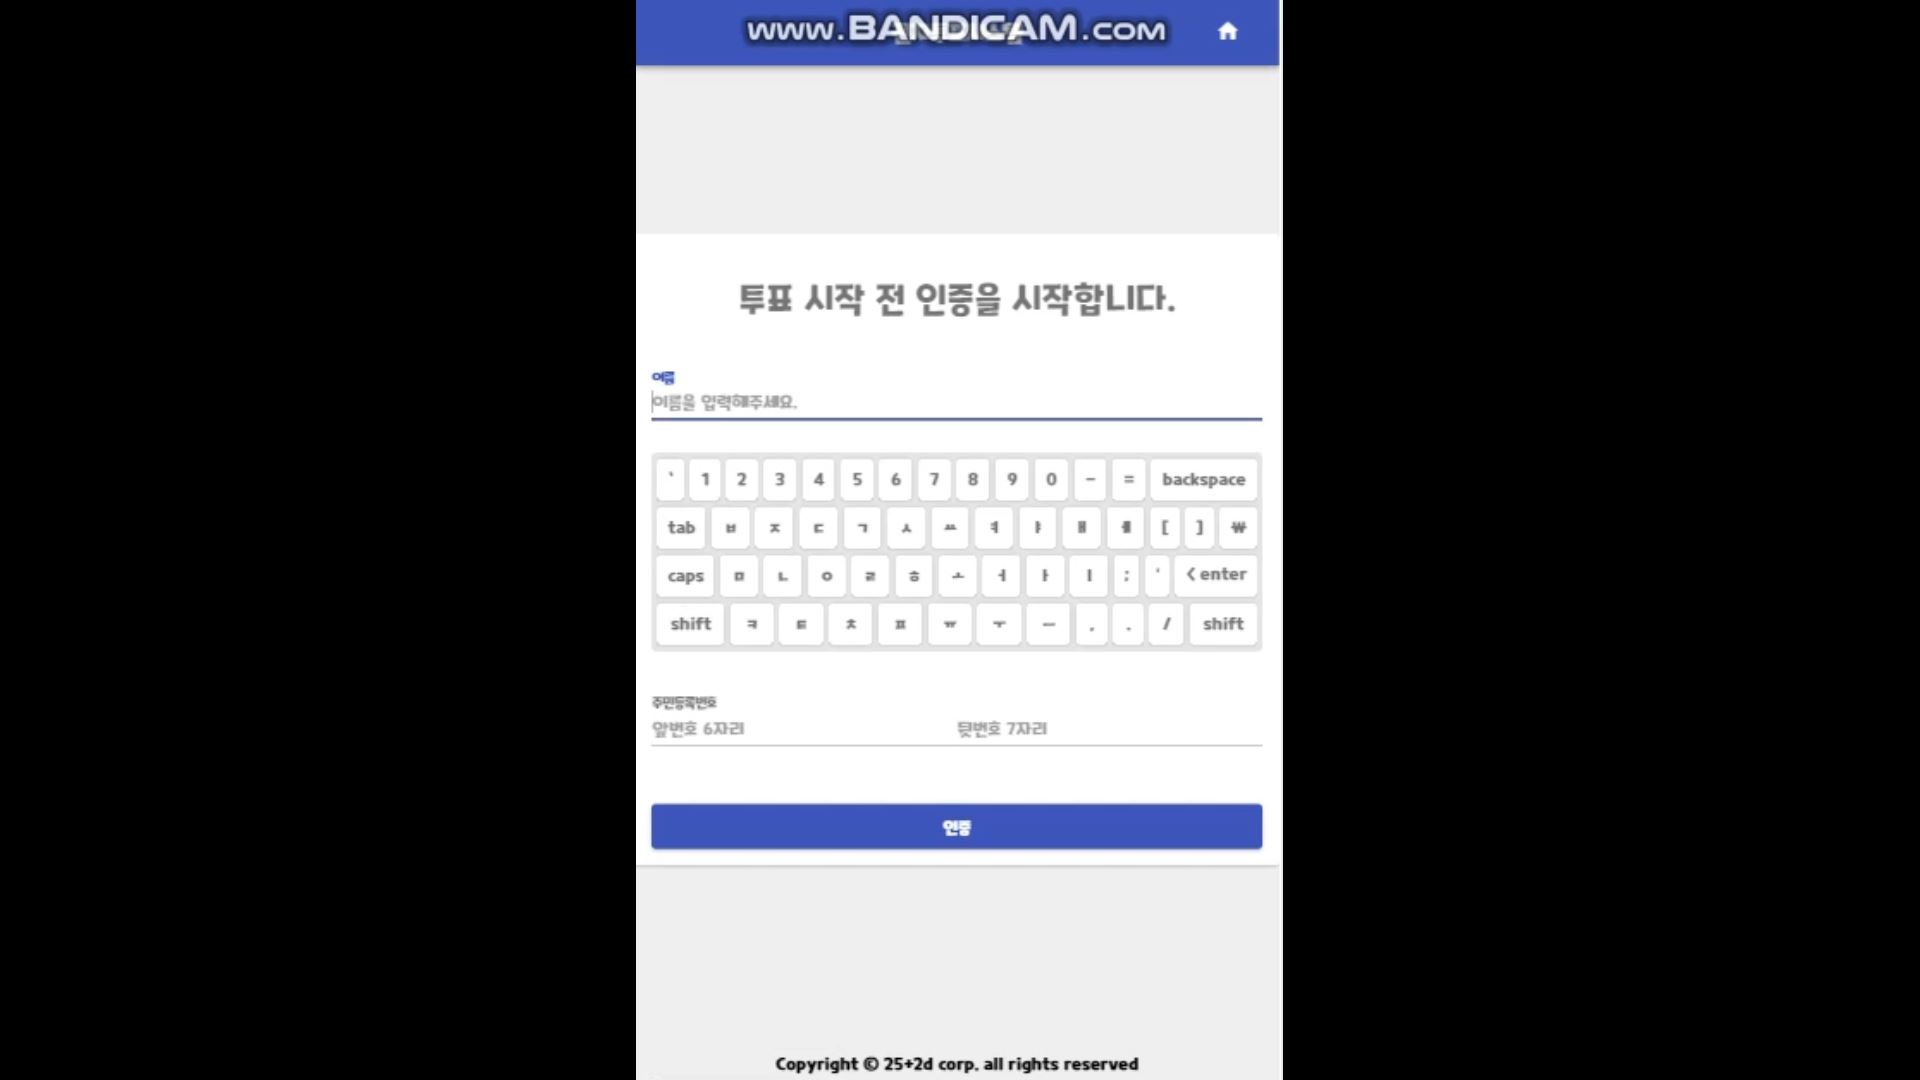 www.BANDICAM.com
투표 시작 전 인증을 시작합니다.
이름
이름을 입력해주세요.
` 1 2 3 4 5 6 7 8 9 0 - = backspace
tab ㅂ ㅈ ㄷ ㄱ ㅅ ㅛ ㅕ ㅑ ㅐ ㅔ [ ] ₩
caps ㅁ ㄴ ㅇ ㄹ ㅎ ㅗ ㅓ ㅏ ㅣ ; ' < enter
shift ㅋ ㅌ ㅊ ㅍ ㅠ ㅜ ㅡ , . / shift
주민등록번호
앞번호 6자리 뒷번호 7자리
인증
Copyright © 25+2d corp. all rights reserved